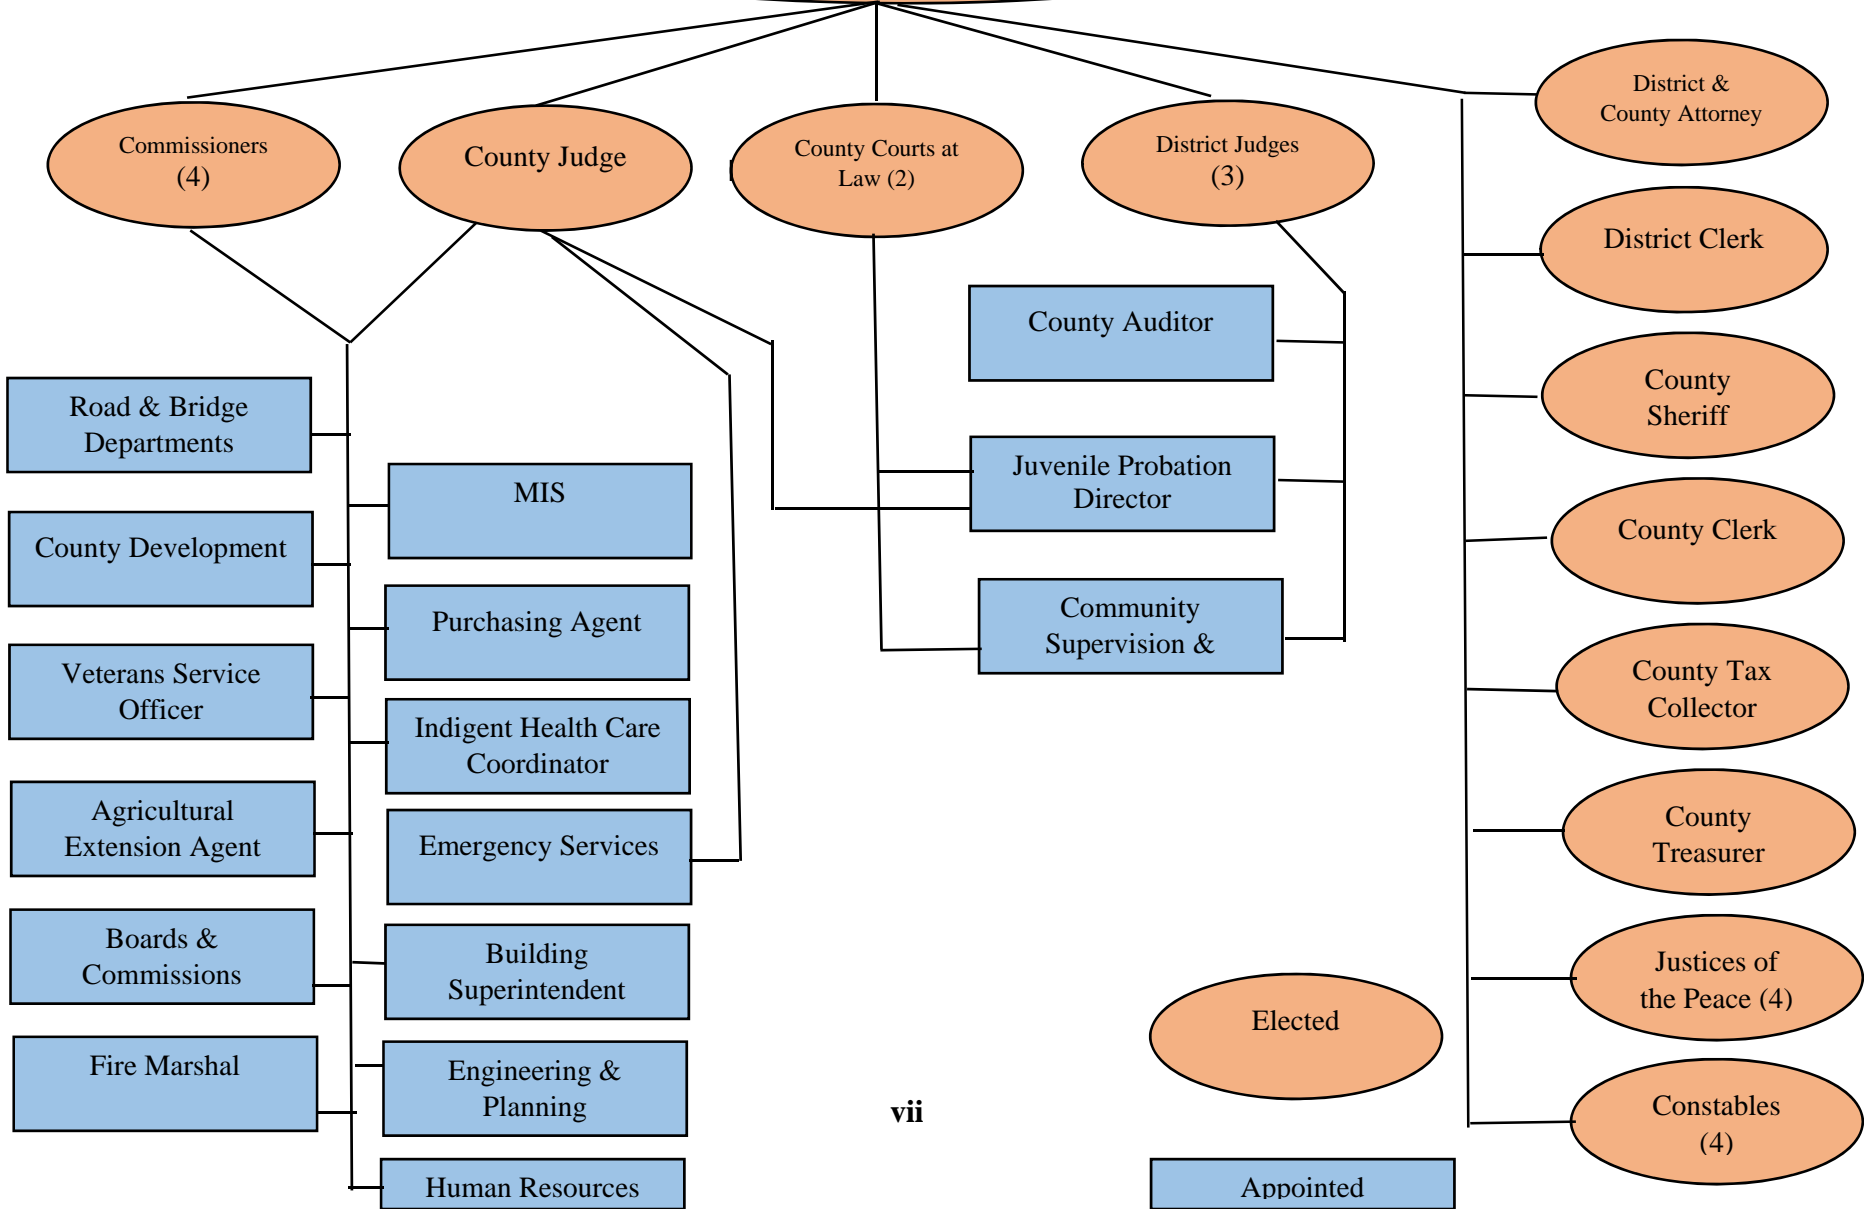 Commissioners
(4)
County Judge
County Courts at
Law (2)
District Judges
(3)
District &
County Attorney
District Clerk
County
Sheriff
County Clerk
County Tax
Collector
County
Treasurer
Justices of
the Peace (4)
Constables
(4)
County Auditor
Juvenile Probation
Director
Community
Supervision &
Road & Bridge
Departments
County Development
Veterans Service
Officer
Agricultural
Extension Agent
Boards &
Commissions
Fire Marshal
MIS
Purchasing Agent
Indigent Health Care
Coordinator
Emergency Services
Building
Superintendent
Engineering &
Planning
Human Resources
Elected
Appointed
vii